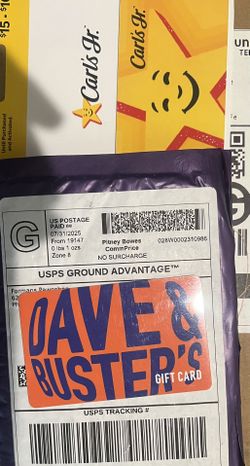 $15 - $1
Carl's Jr.
Carl's Jr.
G
US POSTAGE
PAID
07/31/2025
From 19147
0 lbs 1 ozs
Zone 8
Pitney Bowes
CommPrice
NO SURCHARGE
USPS GROUND ADVANTAGE™
DAVE &
BUSTER'S
GIFT CARD
USPS TRACKING #